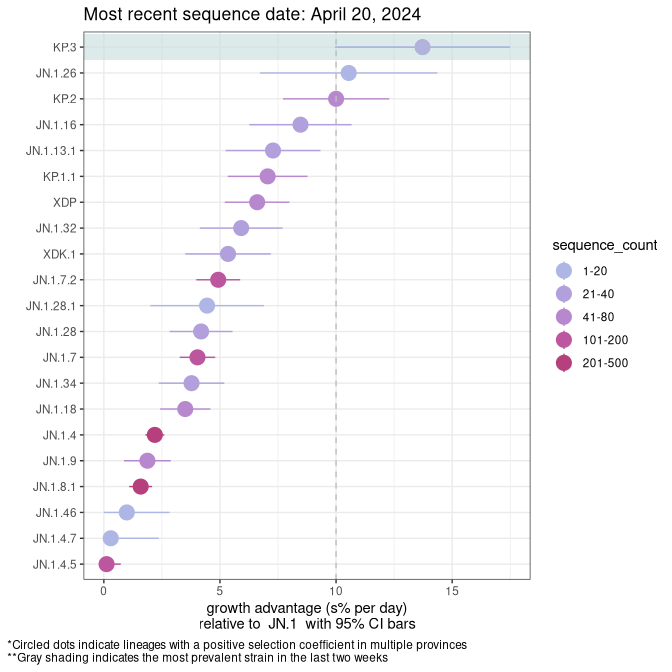 Most recent sequence date: April 20, 2024
KP.3
JN.1.26
KP.2
JN.1.16
JN.1.13.1
KP.1.1
XDP
JN.1.32
XDK.1
JN.1.7.2
JN.1.28.1
JN.1.28
JN.1.7
JN.1.34
JN.1.18
JN.1.4
JN.1.9
JN.1.8.1
JN.1.46
JN.1.4.7
JN.1.4.5
0 5 10 15
growth advantage (s% per day)
relative to JN.1 with 95% CI bars
sequence_count
1-20
21-40
41-80
101-200
201-500
*Circled dots indicate lineages with a positive selection coefficient in multiple provinces
**Gray shading indicates the most prevalent strain in the last two weeks